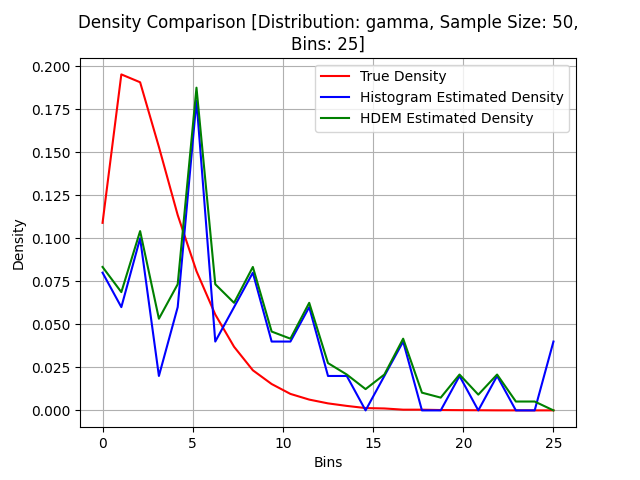 Density Comparison [Distribution: gamma, Sample Size: 50,
Bins: 25]
True Density
Histogram Estimated Density
HDEM Estimated Density
Density
0.200
0.175
0.150
0.125
0.100
0.075
0.050
0.025
0.000
0 5 10 15 20 25
Bins